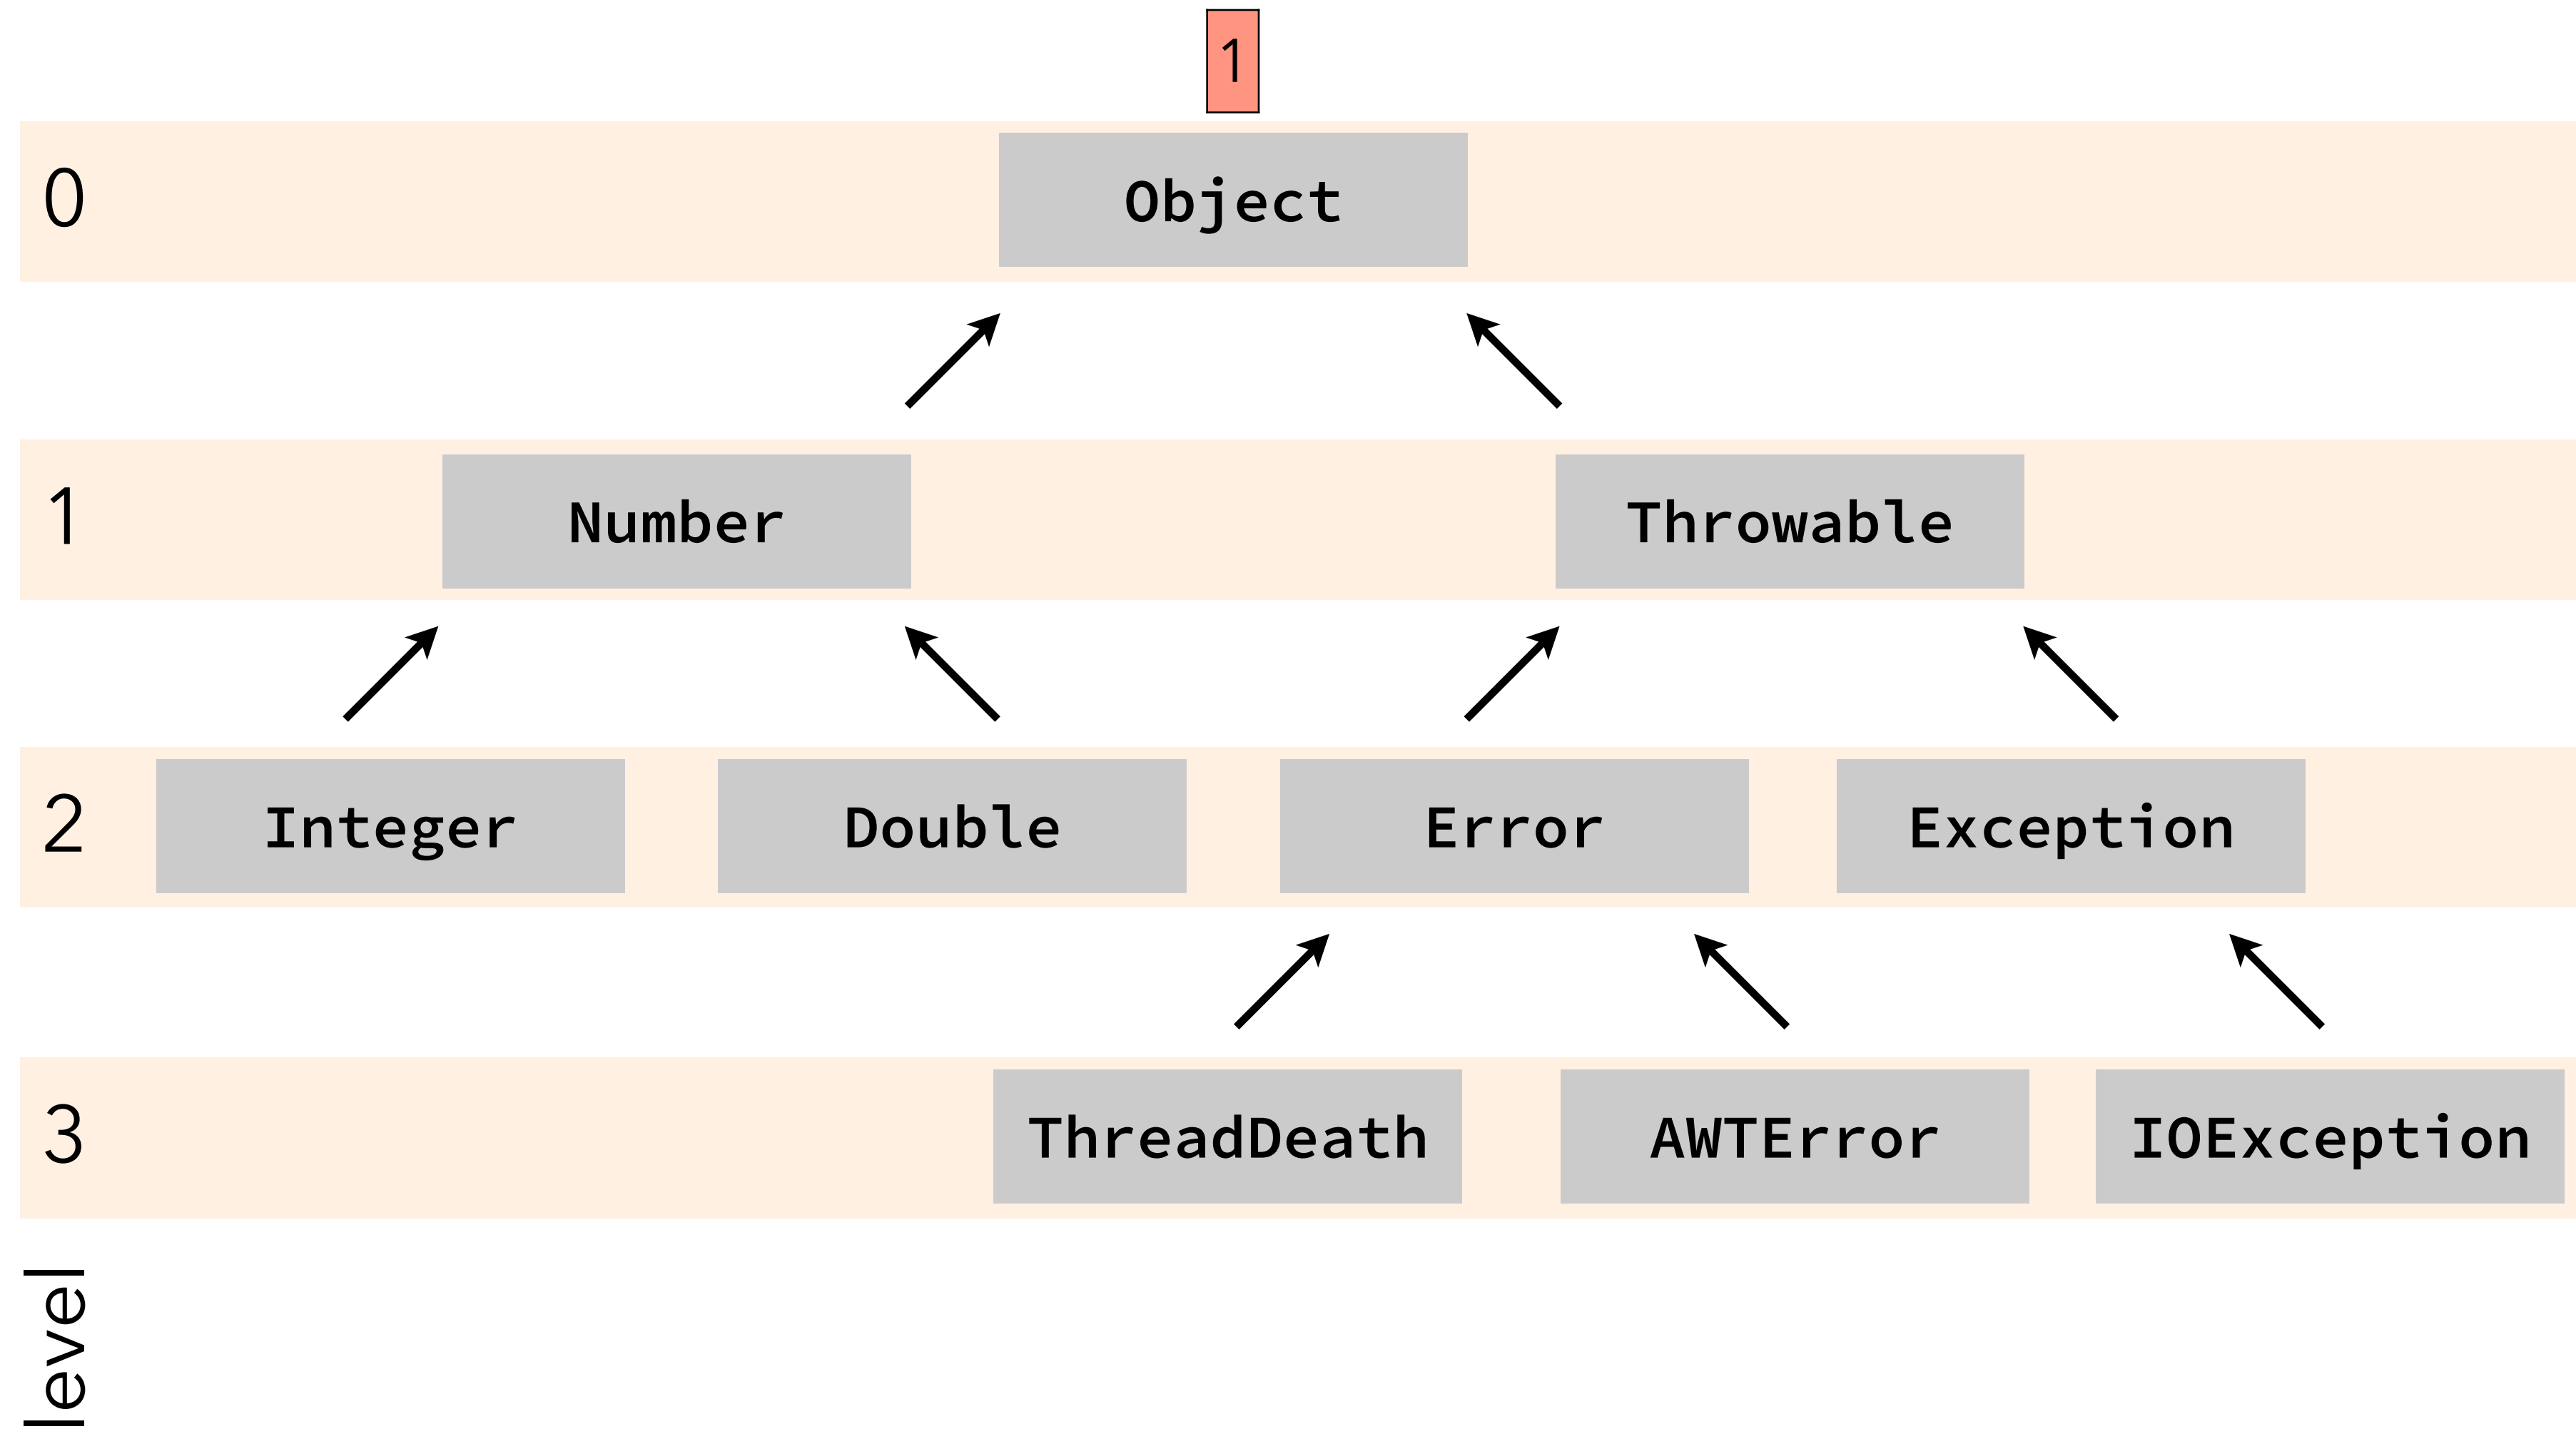 1
0 Object
1 Number Throwable
2 Integer Double Error Exception
3 ThreadDeath AWTError IOException
level